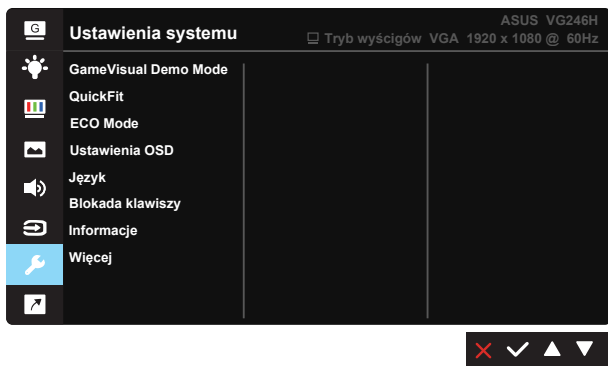 G
Ustawienia systemu
ASUS VG246H
Tryb wyścigów VGA 1920 x 1080 @ 60Hz
GameVisual Demo Mode
QuickFit
ECO Mode
Ustawienia OSD
Język
Blokada klawiszy
Informacje
Więcej